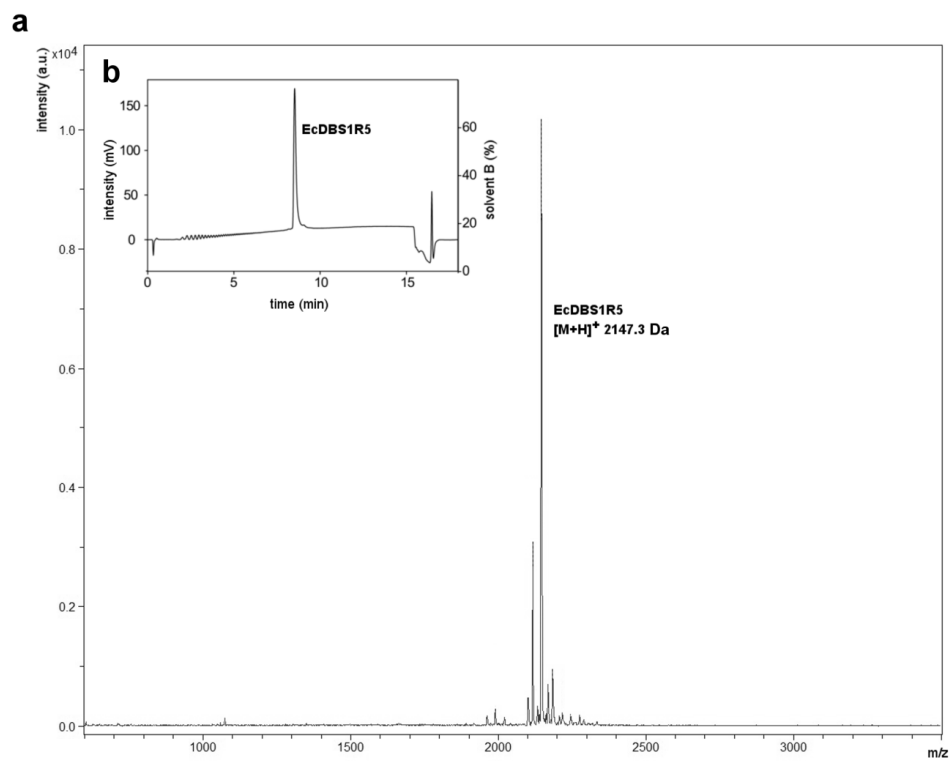 a
intensity (a.u.)
x10⁴
b
150
100
50
0
intensity (mV)
EcDBS1R5
60
40
20
0
solvent B (%)
0 5 10 15
time (min)
1.0
0.8
0.6
0.4
0.2
0.0
EcDBS1R5
[M+H]⁺ 2147.3 Da
1000 1500 2000 2500 3000
m/z